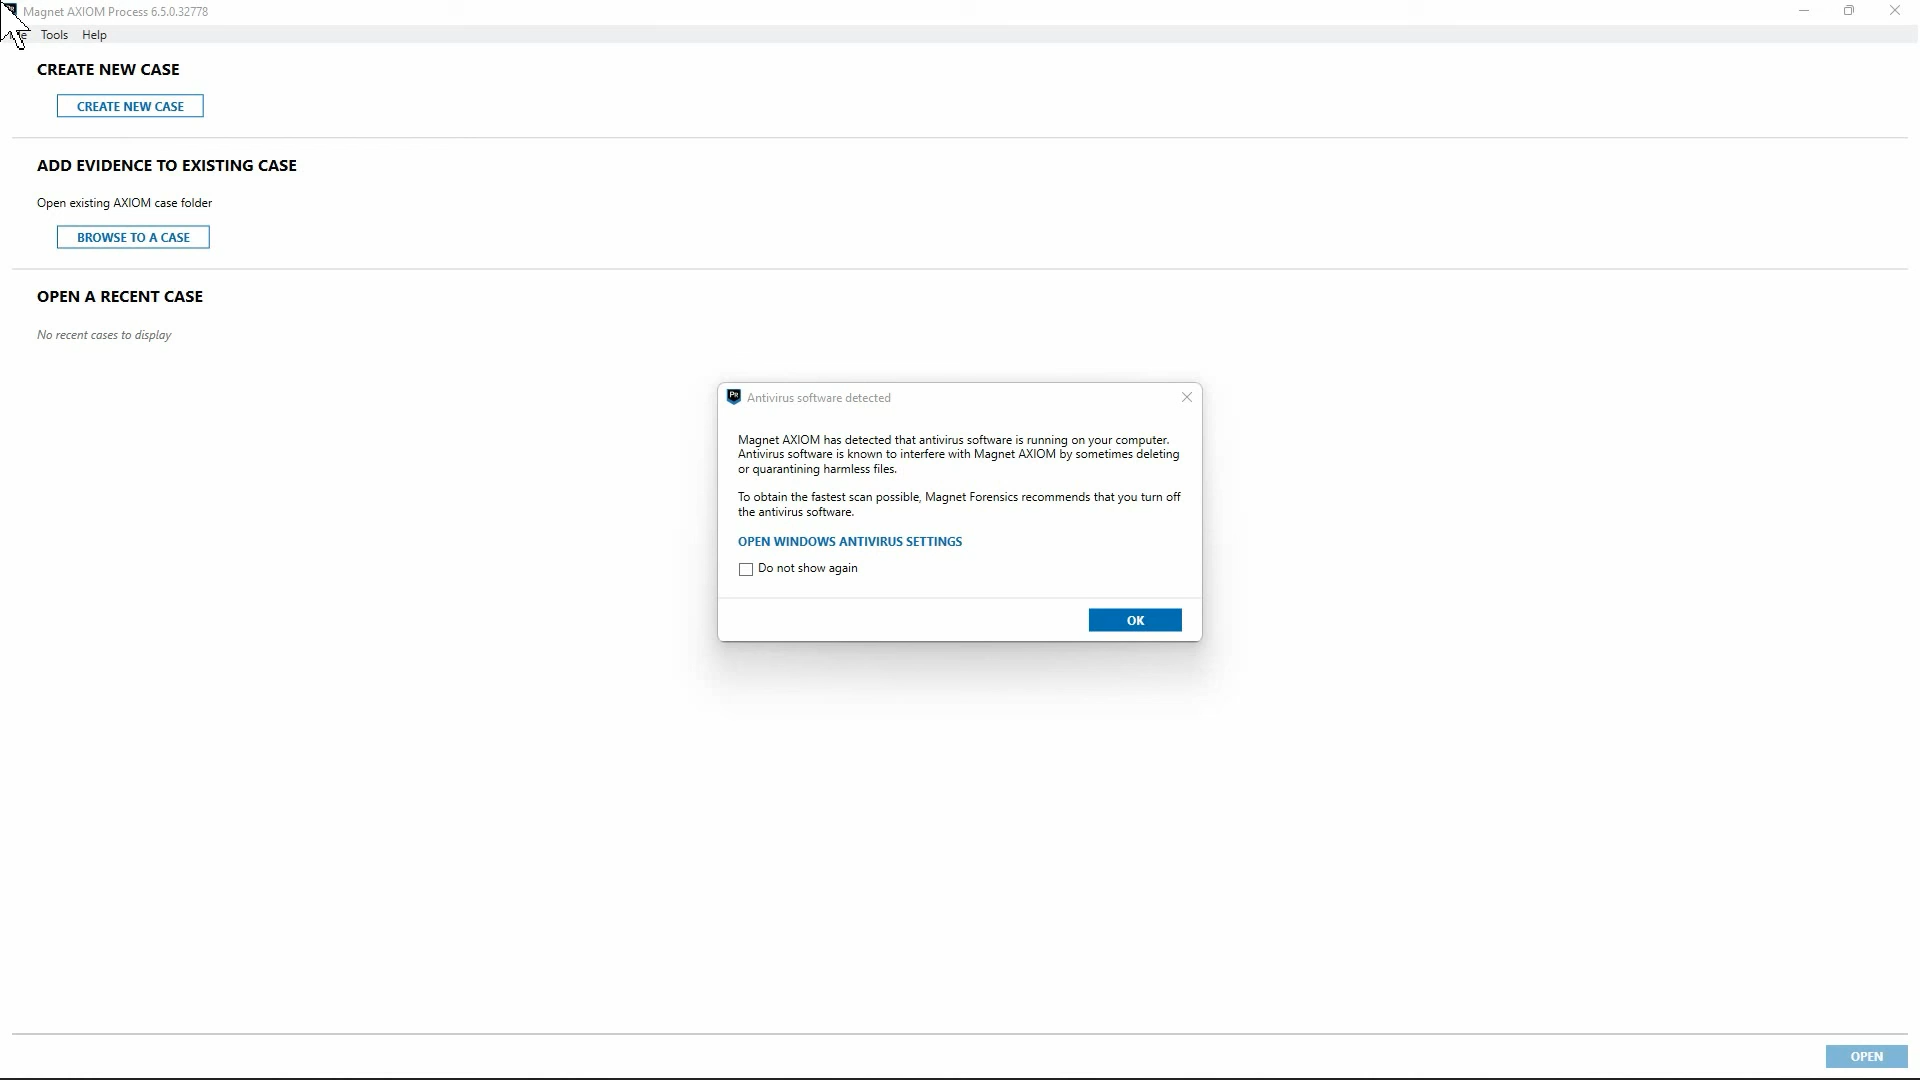 Magnet AXIOM Process 6.5.0.32778
Tools Help
CREATE NEW CASE
CREATE NEW CASE
ADD EVIDENCE TO EXISTING CASE
Open existing AXIOM case folder
BROWSE TO A CASE
OPEN A RECENT CASE
No recent cases to display
PR Antivirus software detected
Magnet AXIOM has detected that antivirus software is running on your computer.
Antivirus software is known to interfere with Magnet AXIOM by sometimes deleting
or quarantining harmless files.
To obtain the fastest scan possible, Magnet Forensics recommends that you turn off
the antivirus software.
OPEN WINDOWS ANTIVIRUS SETTINGS
Do not show again
OK
OPEN